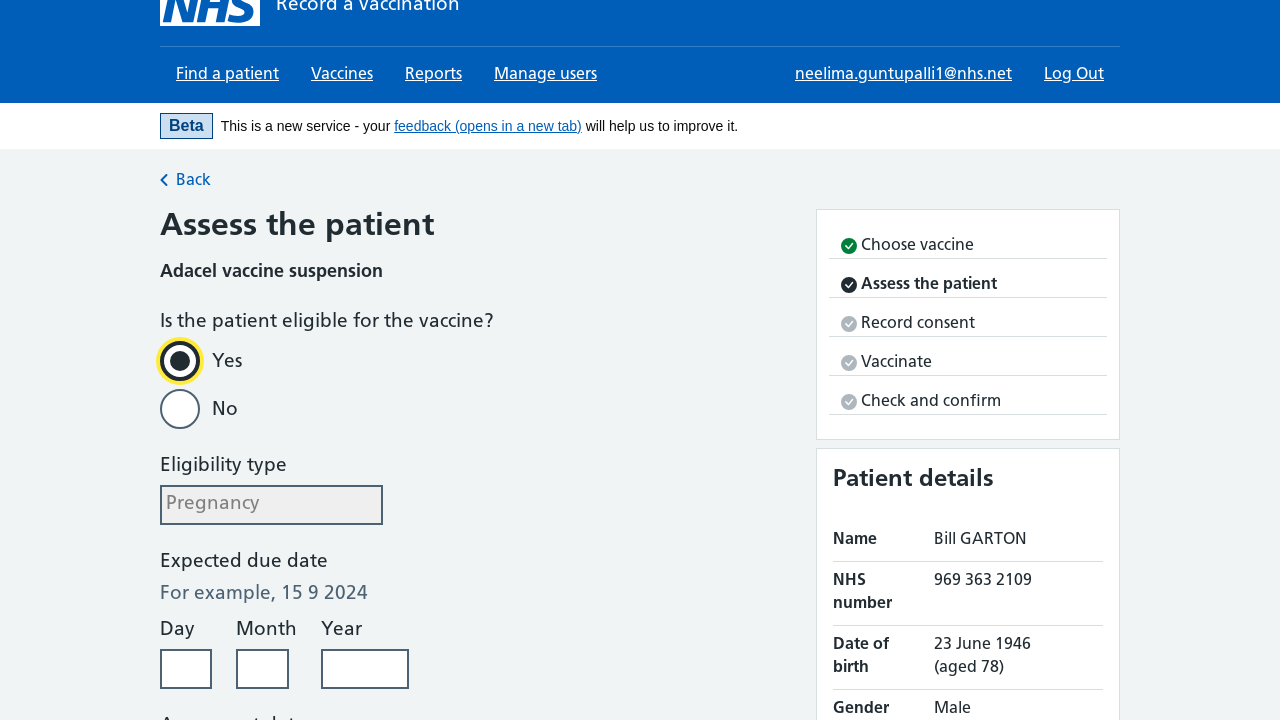 NHS Record a vaccination
Find a patient Vaccines Reports Manage users neelima.guntupalli1@nhs.net Log Out
Beta This is a new service - your feedback (opens in a new tab) will help us to improve it.
Back
Assess the patient
Adacel vaccine suspension
Is the patient eligible for the vaccine?
Yes
No
Eligibility type
Pregnancy
Expected due date
For example, 15 9 2024
Day Month Year
Choose vaccine
Assess the patient
Record consent
Vaccinate
Check and confirm
Patient details
Name Bill GARTON
NHS number 969 363 2109
Date of birth 23 June 1946 (aged 78)
Gender Male